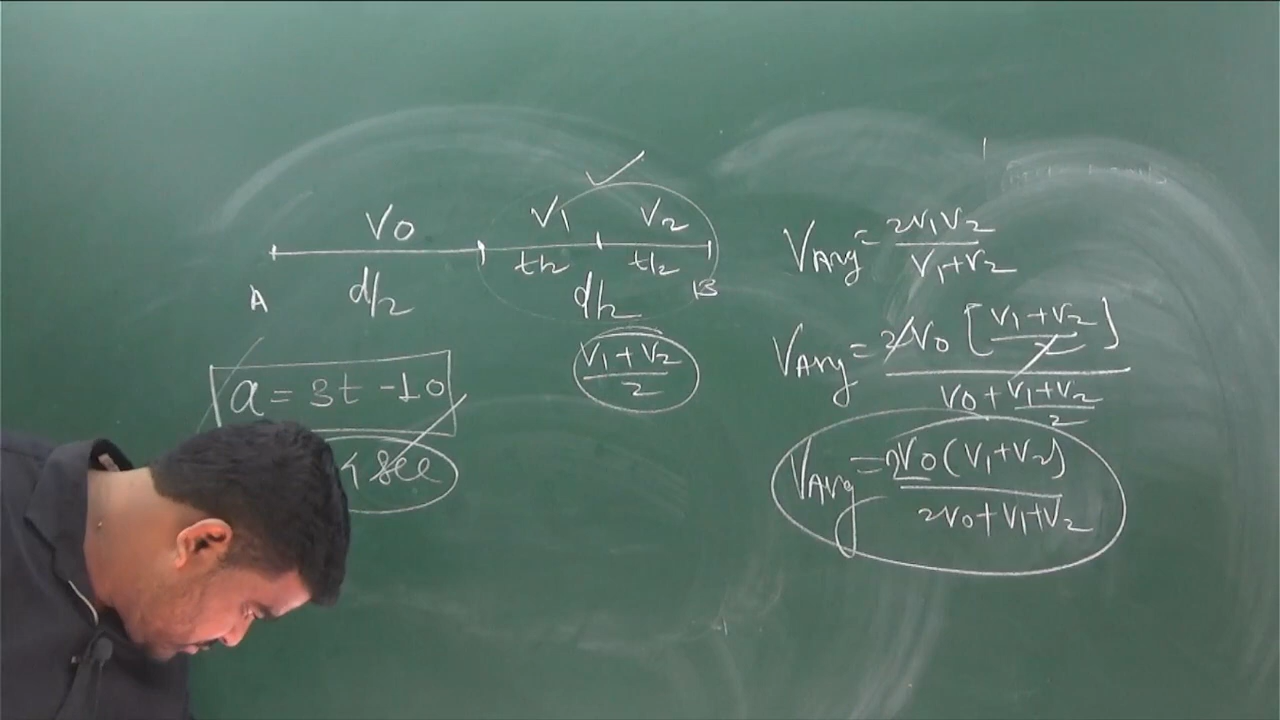 V0 V1 V2
t/2 t/2
A d/2 d/2 B
a = 3t - 10
sec
V1 + V2 / 2
VAvg = 2V1V2 / V1+V2
VAvg = 2V0 [V1+V2 / 2] / V0 + V1+V2 / 2
VAvg = 2V0(V1+V2) / 2V0+V1+V2